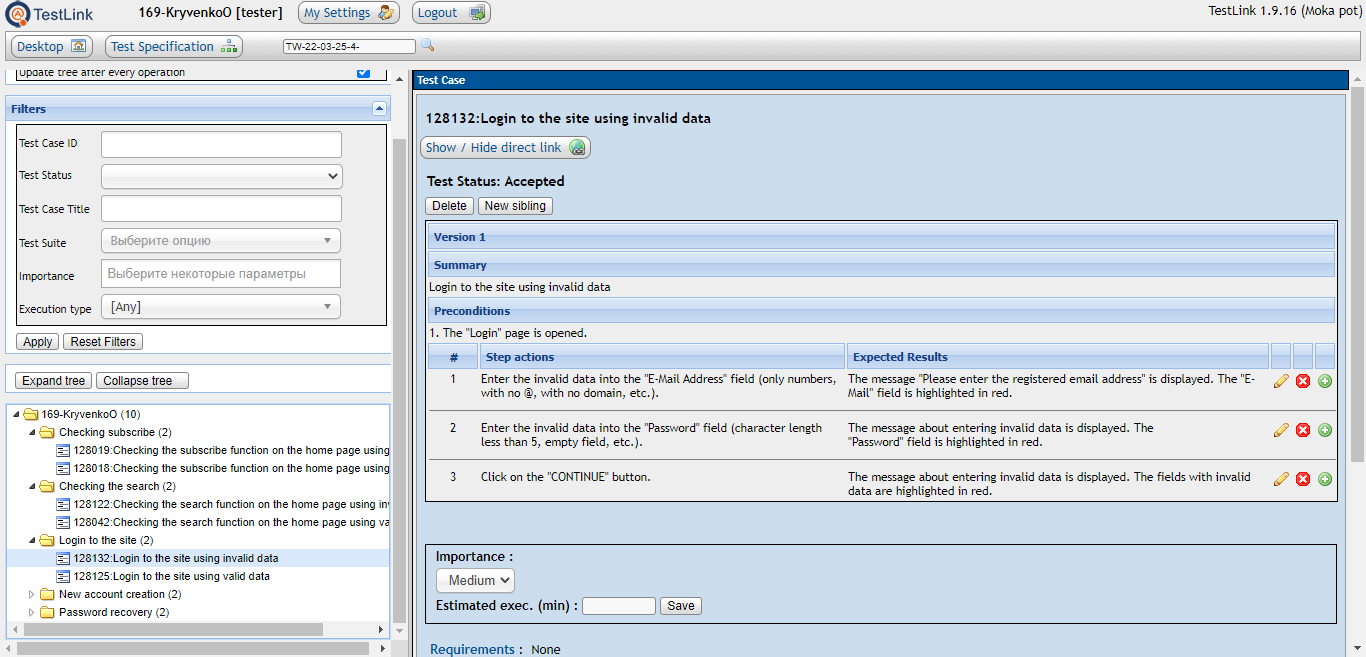 TestLink 169-KryvenkoO [tester] My Settings Logout TestLink 1.9.16 (Moka pot)
Desktop Test Specification TW-22-03-25-4-
Update tree after every operation
Filters
Test Case ID
Test Status
Test Case Title
Test Suite Выберите опцию
Importance Выберите некоторые параметры
Execution type [Any]
Apply Reset Filters
Expand tree Collapse tree
169-KryvenkoO (10)
Checking subscribe (2)
128019:Checking the subscribe function on the home page using
128018:Checking the subscribe function on the home page using
Checking the search (2)
128122:Checking the search function on the home page using inv
128042:Checking the search function on the home page using va
Login to the site (2)
128132:Login to the site using invalid data
128125:Login to the site using valid data
New account creation (2)
Password recovery (2)
Test Case
128132:Login to the site using invalid data
Show / Hide direct link
Test Status: Accepted
Delete New sibling
Version 1
Summary
Login to the site using invalid data
Preconditions
1. The "Login" page is opened.
# Step actions Expected Results
1 Enter the invalid data into the "E-Mail Address" field (only numbers, The message "Please enter the registered email address" is displayed. The "E-
with no @, with no domain, etc.). Mail" field is highlighted in red.
2 Enter the invalid data into the "Password" field (character length The message about entering invalid data is displayed. The
less than 5, empty field, etc.). "Password" field is highlighted in red.
3 Click on the "CONTINUE" button. The message about entering invalid data is displayed. The fields with invalid
data are highlighted in red.
Importance :
Medium
Estimated exec. (min) : Save
Requirements : None